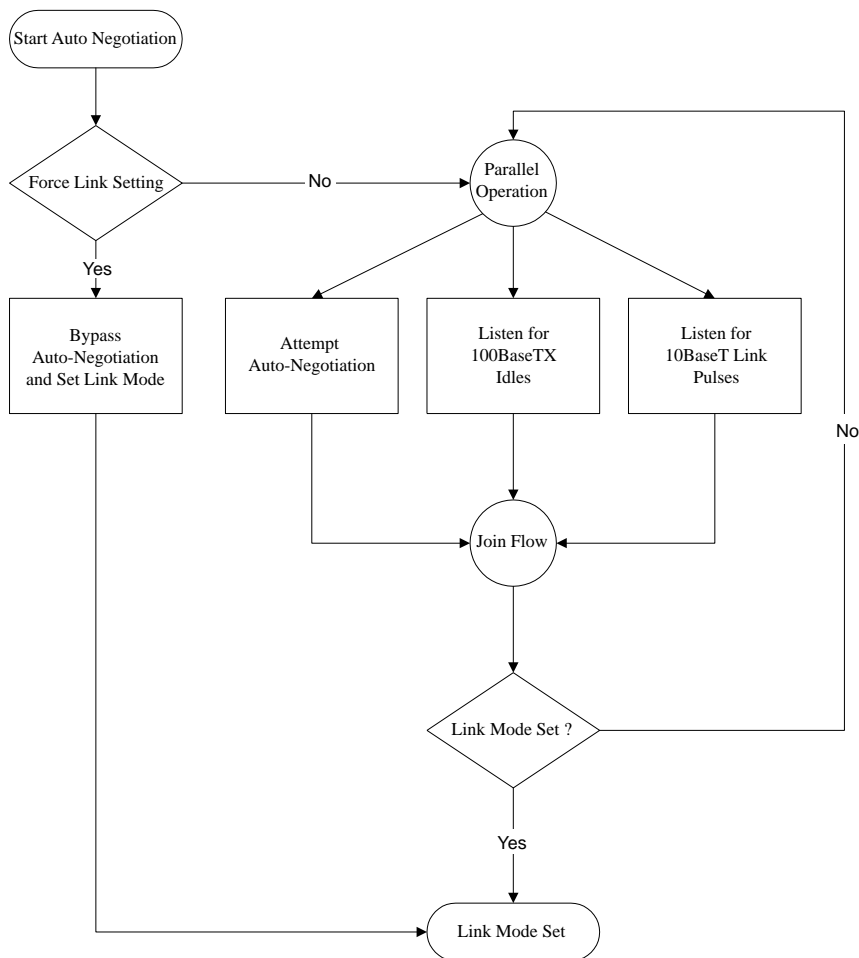 Start Auto Negotiation
Force Link Setting
No
Parallel
Operation
Yes
Bypass
Auto-Negotiation
and Set Link Mode
Attempt
Auto-Negotiation
Listen for
100BaseTX
Idles
Listen for
10BaseT Link
Pulses
No
Join Flow
Link Mode Set ?
Yes
Link Mode Set